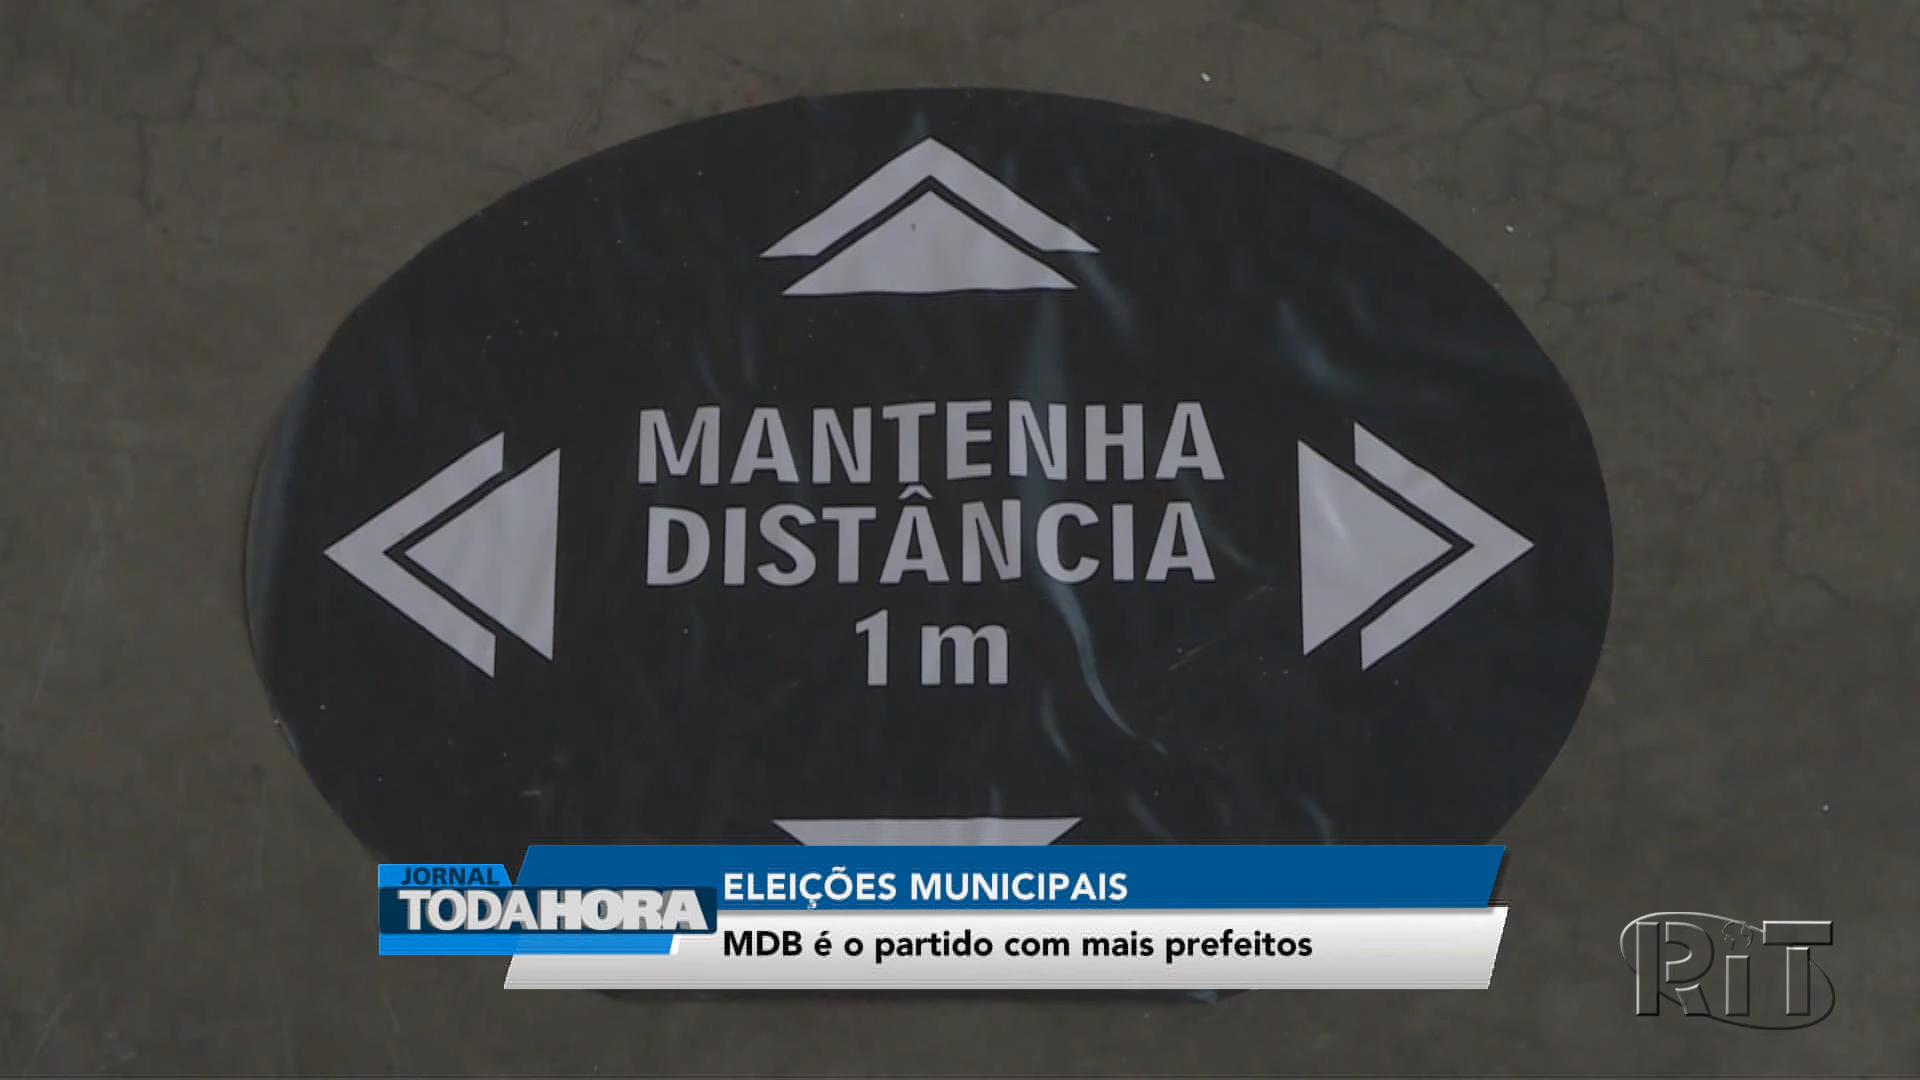 MANTENHA
DISTÂNCIA
1m
JORNAL
TODAHORA
ELEIÇÕES MUNICIPAIS
MDB é o partido com mais prefeitos
RiT